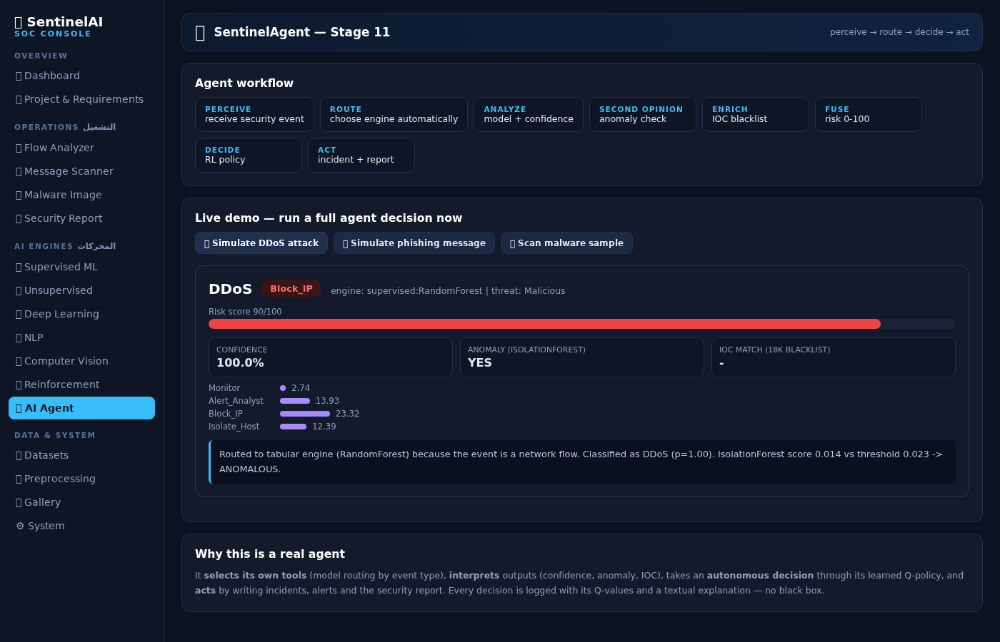 SentinelAI
SOC CONSOLE
OVERVIEW
Dashboard
Project & Requirements
OPERATIONS التشغيل
Flow Analyzer
Message Scanner
Malware Image
Security Report
AI ENGINES المحركات
Supervised ML
Unsupervised
Deep Learning
NLP
Computer Vision
Reinforcement
AI Agent
DATA & SYSTEM
Datasets
Preprocessing
Gallery
⚙ System
SentinelAgent — Stage 11
perceive → route → decide → act
Agent workflow
PERCEIVE
receive security event
ROUTE
choose engine automatically
ANALYZE
model + confidence
SECOND OPINION
anomaly check
ENRICH
IOC blacklist
FUSE
risk 0-100
DECIDE
RL policy
ACT
incident + report
Live demo — run a full agent decision now
Simulate DDoS attack
Simulate phishing message
Scan malware sample
DDoS Block_IP engine: supervised:RandomForest | threat: Malicious
Risk score 90/100
CONFIDENCE
100.0%
ANOMALY (ISOLATIONFOREST)
YES
IOC MATCH (18K BLACKLIST)
-
Monitor 2.74
Alert_Analyst 13.93
Block_IP 23.32
Isolate_Host 12.39
Routed to tabular engine (RandomForest) because the event is a network flow. Classified as DDoS (p=1.00). IsolationForest score 0.014 vs threshold 0.023 ->
ANOMALOUS.
Why this is a real agent
It selects its own tools (model routing by event type), interprets outputs (confidence, anomaly, IOC), takes an autonomous decision through its learned Q-policy, and
acts by writing incidents, alerts and the security report. Every decision is logged with its Q-values and a textual explanation — no black box.